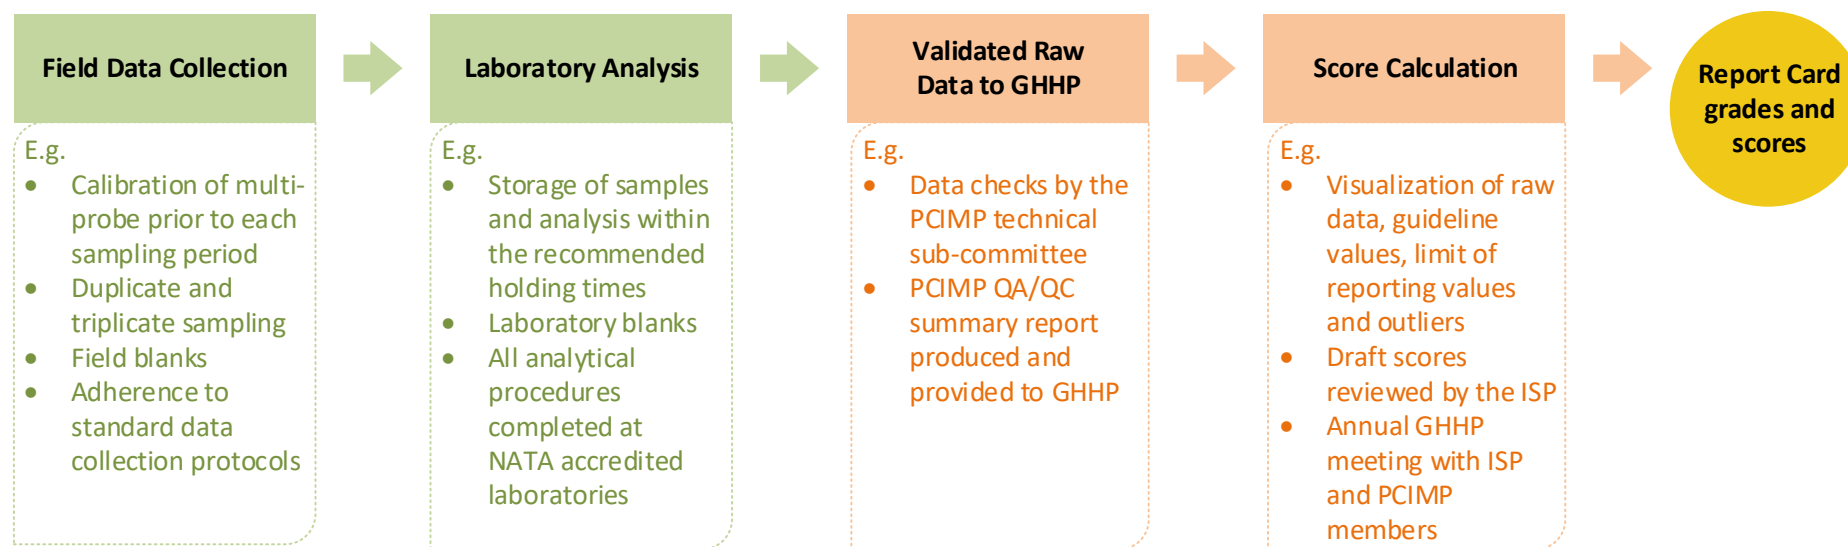 Field Data Collection
E.g.
• Calibration of multi-
probe prior to each
sampling period
• Duplicate and
triplicate sampling
• Field blanks
• Adherence to
standard data
collection protocols
Laboratory Analysis
E.g.
• Storage of samples
and analysis within
the recommended
holding times
• Laboratory blanks
• All analytical
procedures
completed at
NATA accredited
laboratories
Validated Raw
Data to GHHP
E.g.
• Data checks by the
PCIMP technical
sub-committee
• PCIMP QA/QC
summary report
produced and
provided to GHHP
Score Calculation
E.g.
• Visualization of raw
data, guideline
values, limit of
reporting values
and outliers
• Draft scores
reviewed by the ISP
• Annual GHHP
meeting with ISP
and PCIMP
members
Report Card
grades and
scores